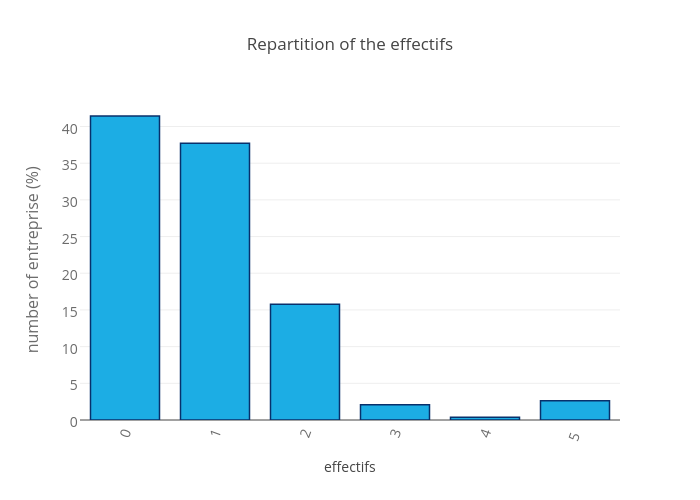 Repartition of the effectifs
number of entreprise (%)
40
35
30
25
20
15
10
5
0
0 1 2 3 4 5
effectifs